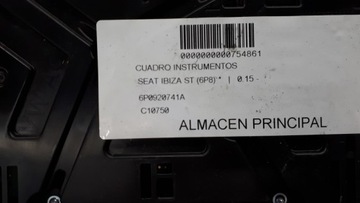 0000000000754861
CUADRO INSTRUMENTOS
SEAT IBIZA ST (6P8) * | 0.15 -
6P0920741A
C10750
ALMACEN PRINCIPAL